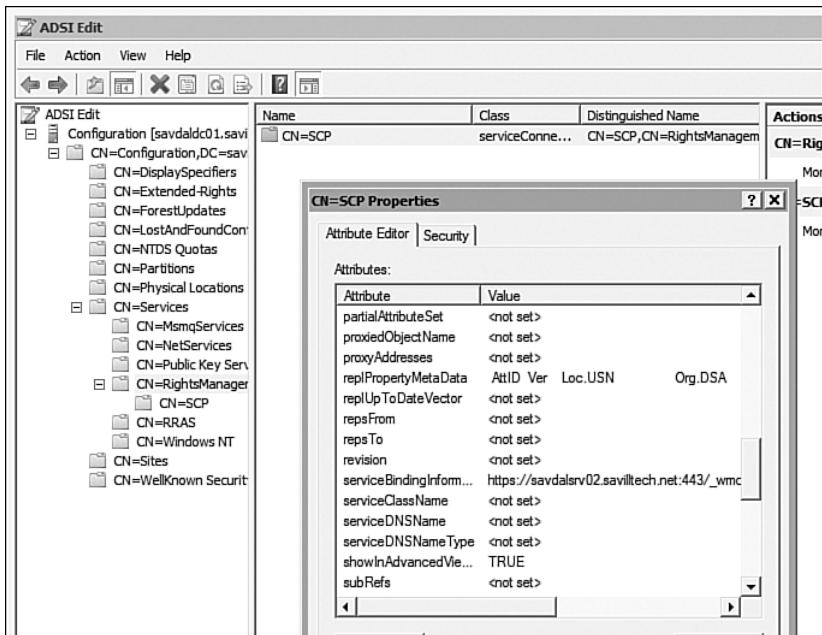 ADSI Edit
File Action View Help
ADSI Edit
Configuration [savdaldc01.savi
CN=Configuration,DC=sav
CN=DisplaySpecifiers
CN=Extended-Rights
CN=ForestUpdates
CN=LostAndFoundCon
CN=NTDS Quotas
CN=Partitions
CN=Physical Locations
CN=Services
CN=MsmqServices
CN=NetServices
CN=Public Key Serv
CN=RightsManager
CN=SCP
CN=RRAS
CN=Windows NT
CN=Sites
CN=WellKnown Securit
Name Class Distinguished Name
CN=SCP serviceConne... CN=SCP,CN=RightsManagem
Actions
CN=Rig
Mor
=SCI
Mor
CN=SCP Properties
Attribute Editor Security
Attributes:
Attribute Value
partialAttributeSet <not set>
proxiedObjectName <not set>
proxyAddresses <not set>
replPropertyMetaData AttID Ver Loc.USN Org.DSA
replUpToDateVector <not set>
repsFrom <not set>
repsTo <not set>
revision <not set>
serviceBindingInform... https://savdalsrv02.savilltech.net:443/_wmc
serviceClassName <not set>
serviceDNSName <not set>
serviceDNSNameType <not set>
showInAdvancedVie... TRUE
subRefs <not set>